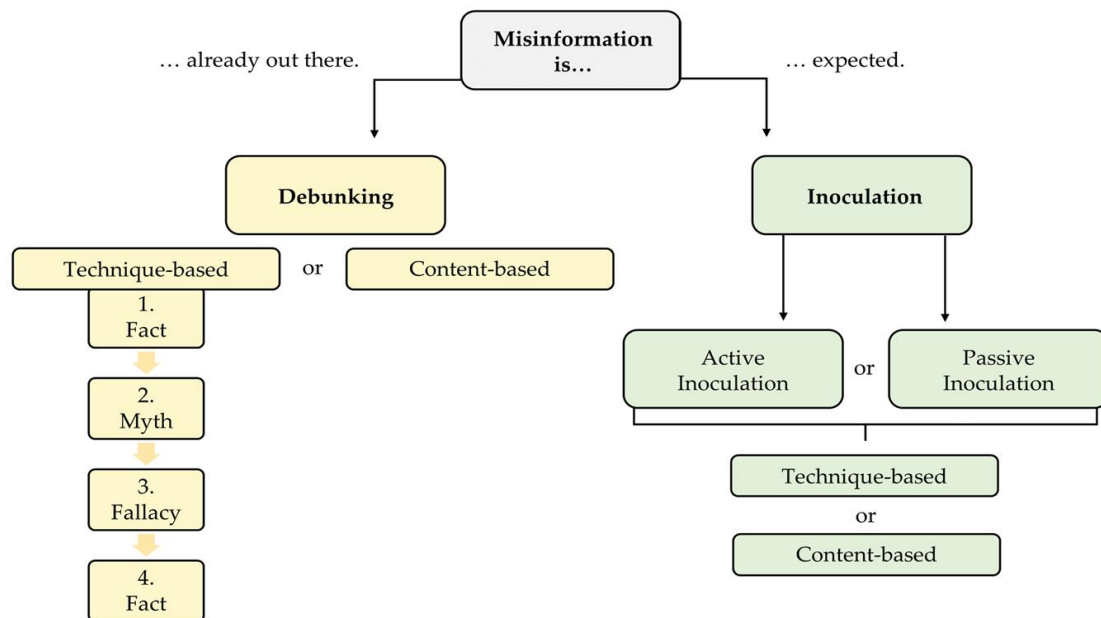 Misinformation
is…
… already out there.
… expected.
Debunking
Inoculation
Technique-based
or
Content-based
1.
Fact
2.
Myth
3.
Fallacy
4.
Fact
Active
Inoculation
or
Passive
Inoculation
Technique-based
or
Content-based